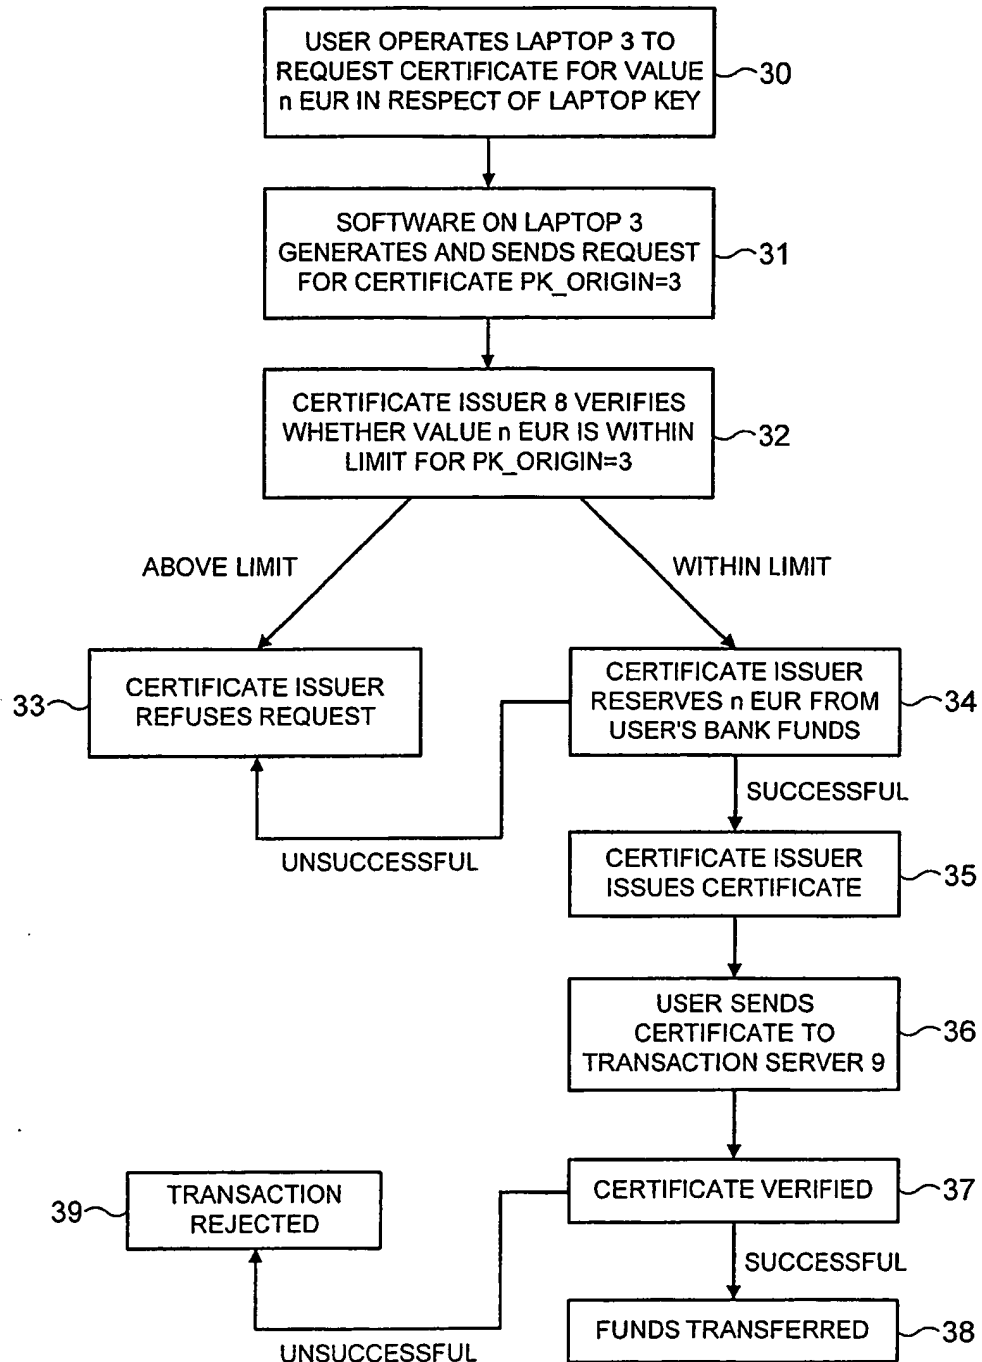 USER OPERATES LAPTOP 3 TO
REQUEST CERTIFICATE FOR VALUE
n EUR IN RESPECT OF LAPTOP KEY
30
SOFTWARE ON LAPTOP 3
GENERATES AND SENDS REQUEST
FOR CERTIFICATE PK_ORIGIN=3
31
CERTIFICATE ISSUER 8 VERIFIES
WHETHER VALUE n EUR IS WITHIN
LIMIT FOR PK_ORIGIN=3
32
ABOVE LIMIT
WITHIN LIMIT
33
CERTIFICATE ISSUER
REFUSES REQUEST
CERTIFICATE ISSUER
RESERVES n EUR FROM
USER'S BANK FUNDS
34
SUCCESSFUL
UNSUCCESSFUL
CERTIFICATE ISSUER
ISSUES CERTIFICATE
35
USER SENDS
CERTIFICATE TO
TRANSACTION SERVER 9
36
39
TRANSACTION
REJECTED
CERTIFICATE VERIFIED
37
SUCCESSFUL
UNSUCCESSFUL
FUNDS TRANSFERRED
38